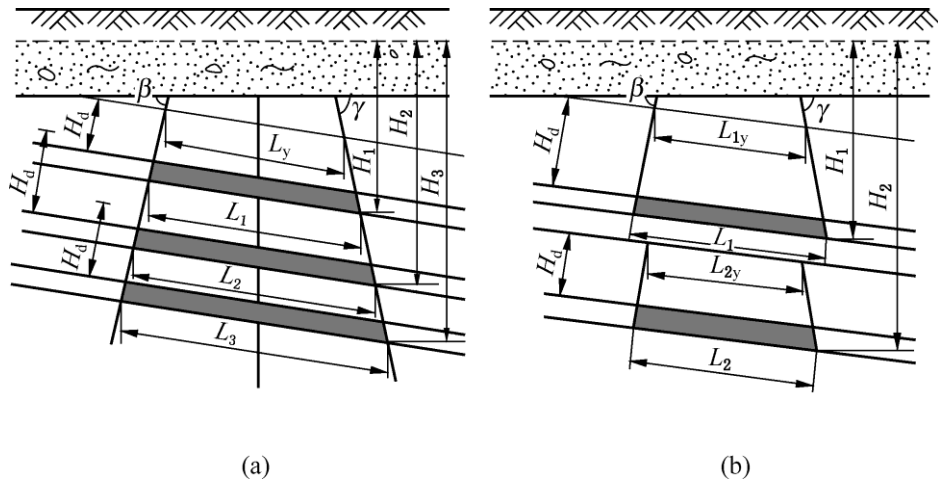 β
γ
H_d
H_d
H_d
L_y
L_1
L_2
L_3
H_1
H_2
H_3
(a)
β
γ
H_d
H_d
L_1y
L_1
L_2y
L_2
H_1
H_2
(b)